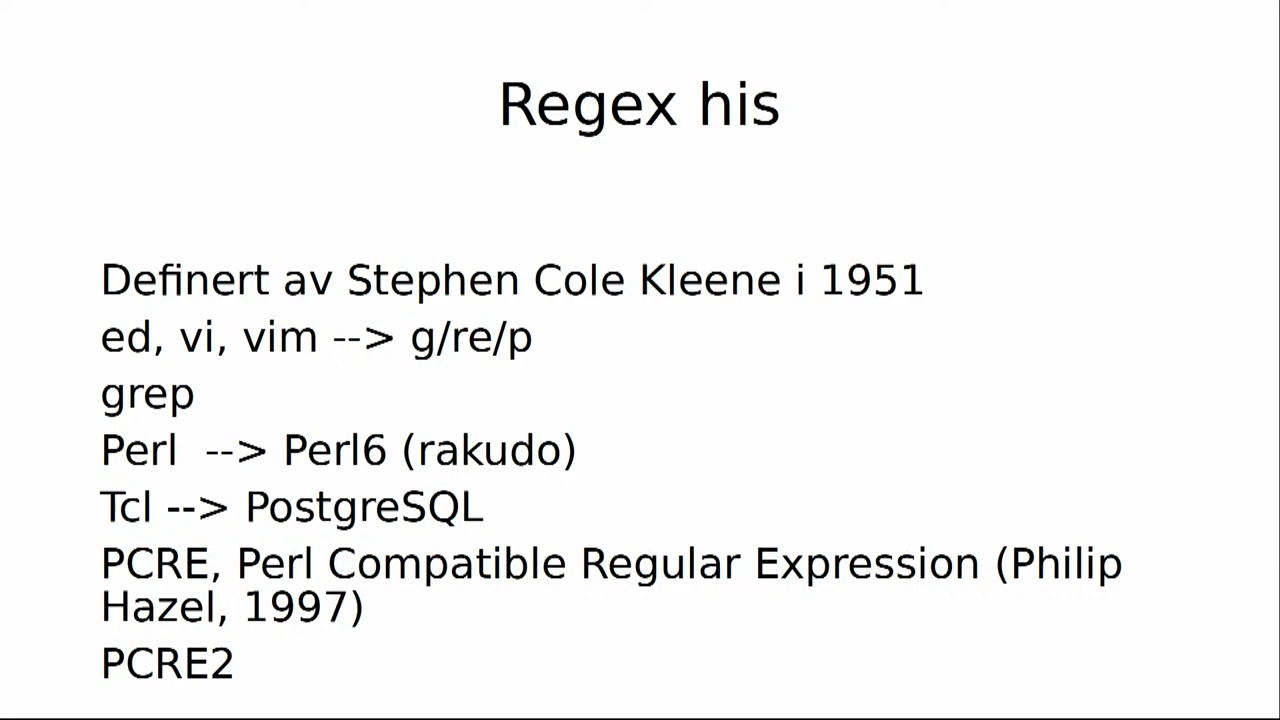 Regex his
Definert av Stephen Cole Kleene i 1951
ed, vi, vim --> g/re/p
grep
Perl  --> Perl6 (rakudo)
Tcl --> PostgreSQL
PCRE, Perl Compatible Regular Expression (Philip
Hazel, 1997)
PCRE2